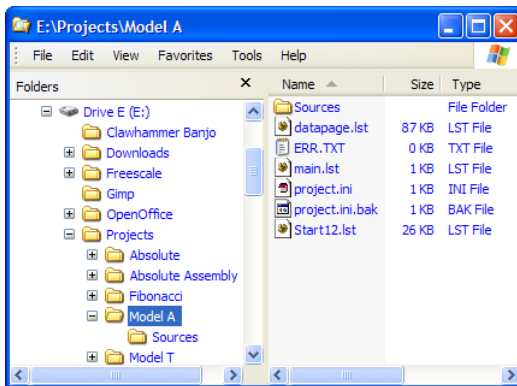 E:\Projects\Model A
File Edit View Favorites Tools Help
Folders
Drive E (E:)
Clawhammer Banjo
Downloads
Freescale
Gimp
OpenOffice
Projects
Absolute
Absolute Assembly
Fibonacci
Model A
Sources
Model T
Name Size Type
Sources File Folder
datapage.lst 87 KB LST File
ERR.TXT 0 KB TXT File
main.lst 1 KB LST File
project.ini 1 KB INI File
project.ini.bak 1 KB BAK File
Start12.lst 26 KB LST File